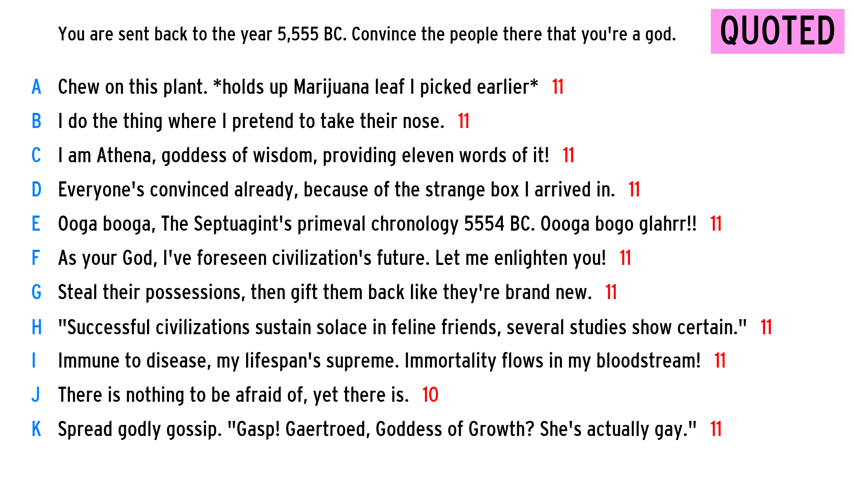 You are sent back to the year 5,555 BC. Convince the people there that you're a god.
QUOTED
A Chew on this plant. *holds up Marijuana leaf I picked earlier* 11
B I do the thing where I pretend to take their nose. 11
C I am Athena, goddess of wisdom, providing eleven words of it! 11
D Everyone's convinced already, because of the strange box I arrived in. 11
E Ooga booga, The Septuagint's primeval chronology 5554 BC. Oooga bogo glahrr!! 11
F As your God, I've foreseen civilization's future. Let me enlighten you! 11
G Steal their possessions, then gift them back like they're brand new. 11
H "Successful civilizations sustain solace in feline friends, several studies show certain." 11
I Immune to disease, my lifespan's supreme. Immortality flows in my bloodstream! 11
J There is nothing to be afraid of, yet there is. 10
K Spread godly gossip. "Gasp! Gaertroed, Goddess of Growth? She's actually gay." 11